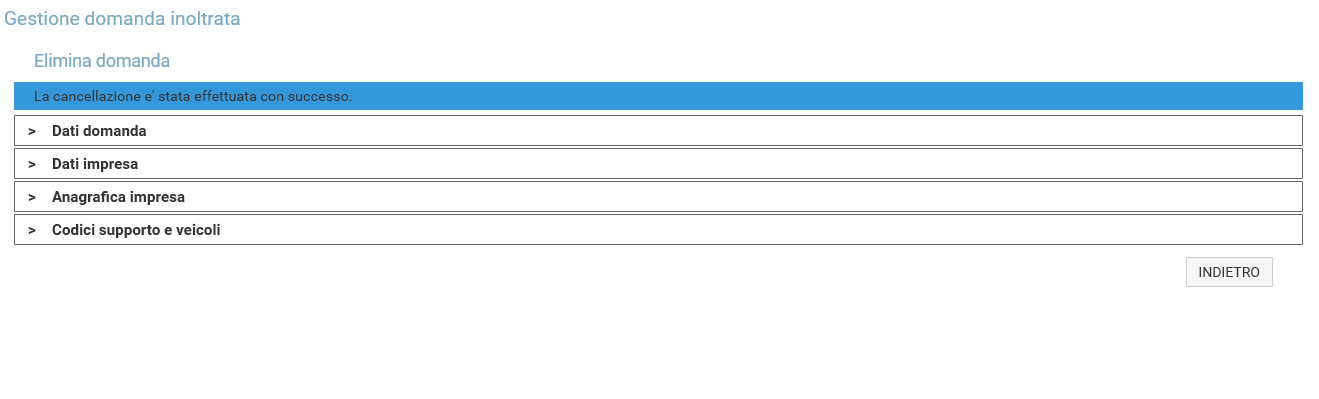 Gestione domanda inoltrata
Elimina domanda
La cancellazione e' stata effettuata con successo.
> Dati domanda
> Dati impresa
> Anagrafica impresa
> Codici supporto e veicoli
INDIETRO